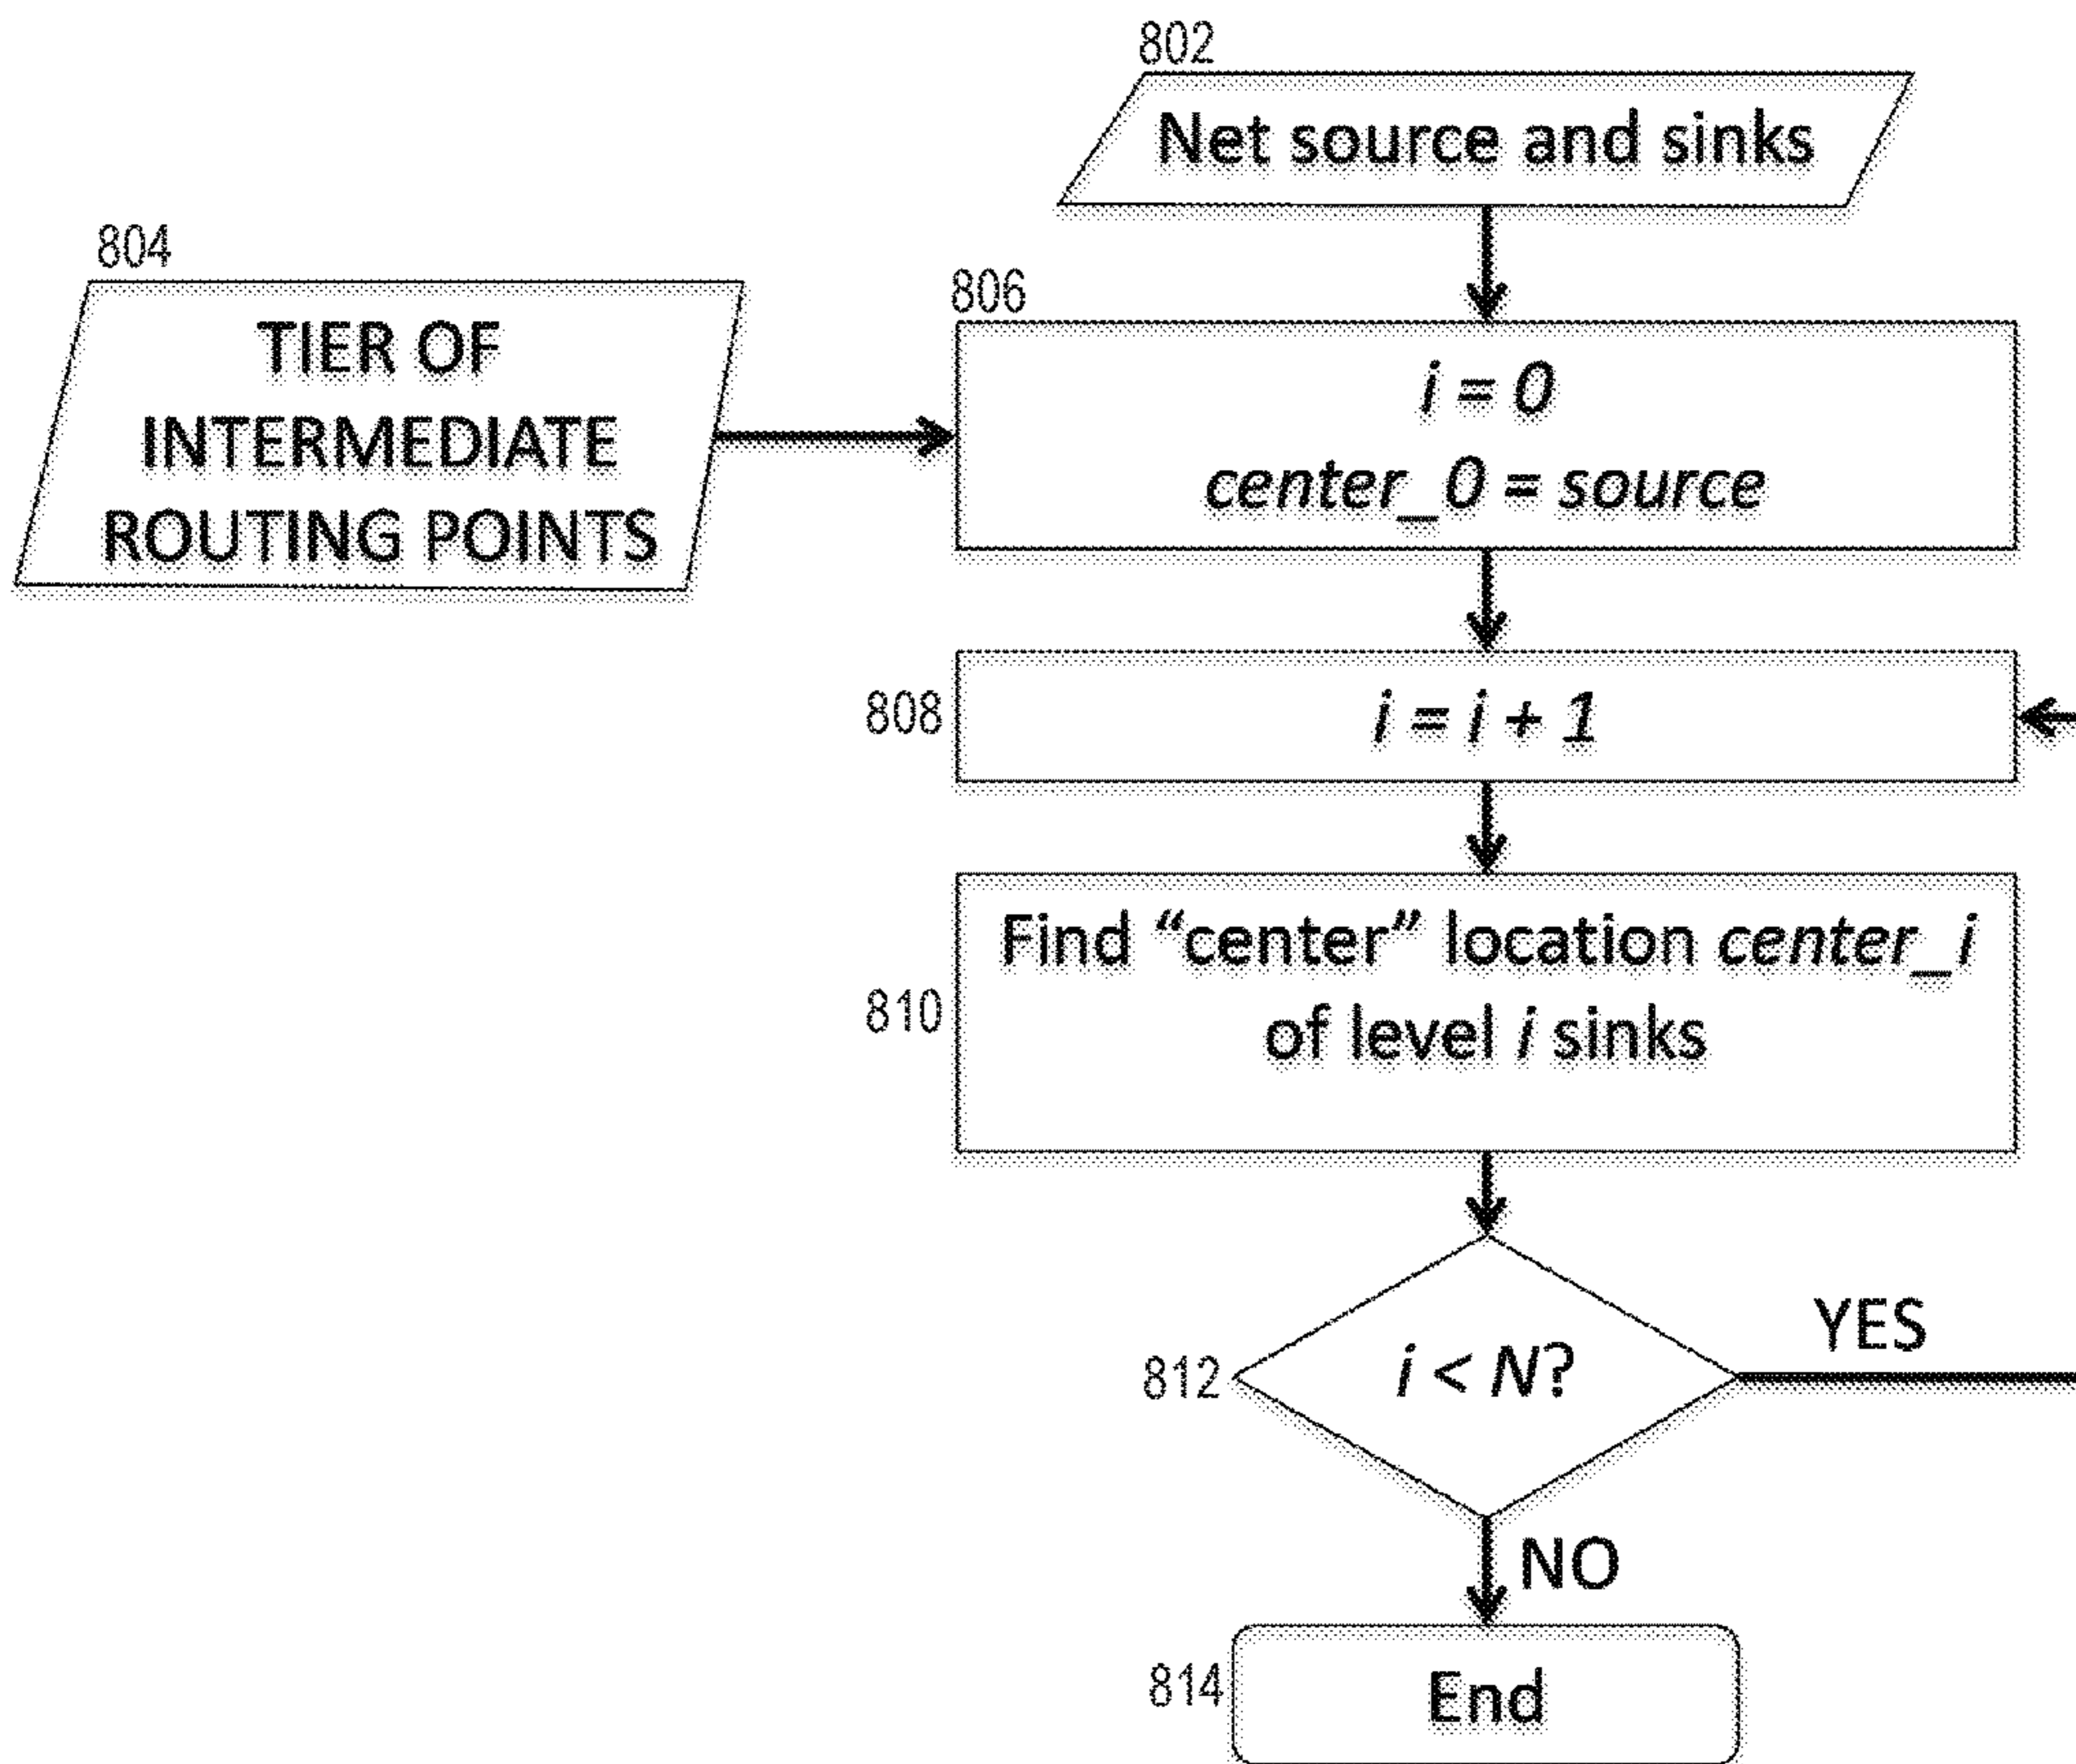 802
Net source and sinks
804
TIER OF
INTERMEDIATE
ROUTING POINTS
806
i = 0
center_0 = source
808
i = i + 1
810
Find “center” location center_i
of level i sinks
812
i < N?
YES
NO
814
End